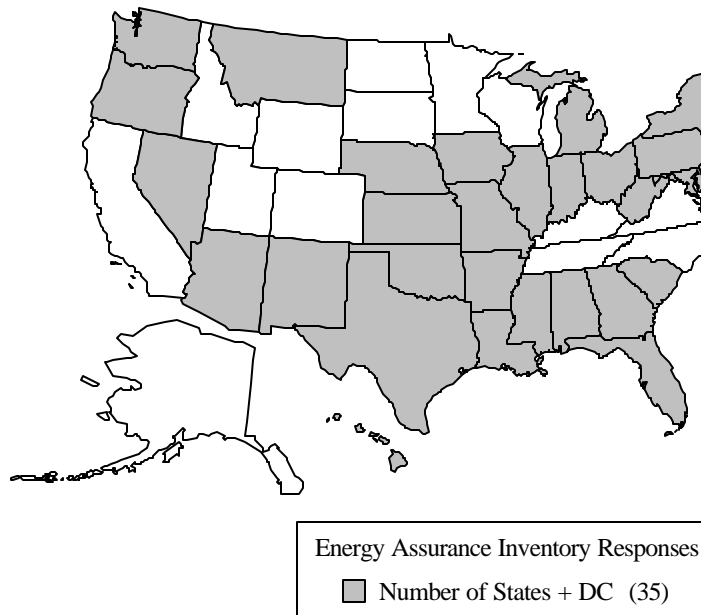 Energy Assurance Inventory Responses
Number of States + DC (35)